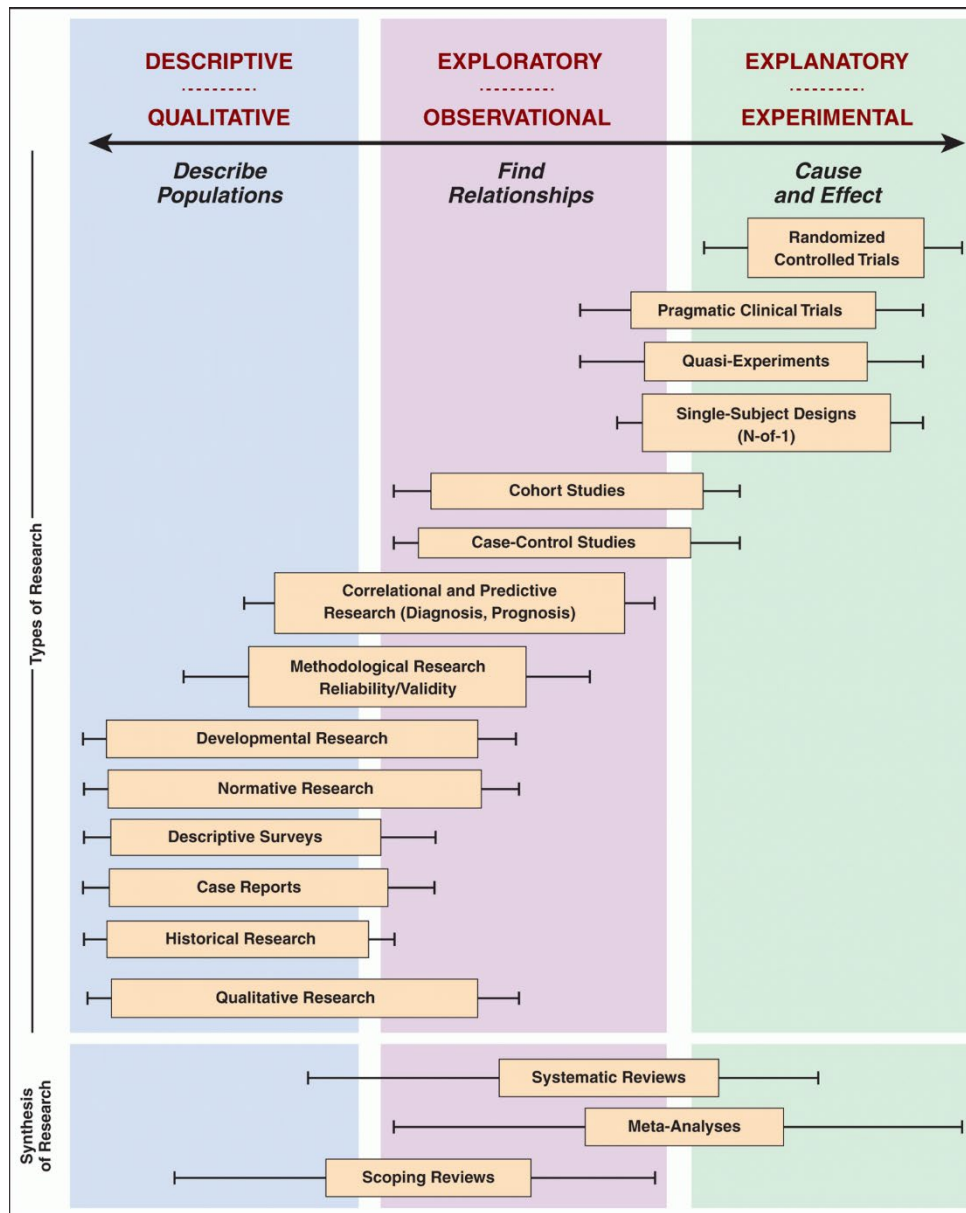 DESCRIPTIVE
QUALITATIVE
EXPLORATORY
OBSERVATIONAL
EXPLANATORY
EXPERIMENTAL
Describe
Populations
Find
Relationships
Cause
and Effect
Types of Research
Randomized
Controlled Trials
Pragmatic Clinical Trials
Quasi-Experiments
Single-Subject Designs
(N-of-1)
Cohort Studies
Case-Control Studies
Correlational and Predictive
Research (Diagnosis, Prognosis)
Methodological Research
Reliability/Validity
Developmental Research
Normative Research
Descriptive Surveys
Case Reports
Historical Research
Qualitative Research
Synthesis
of Research
Systematic Reviews
Meta-Analyses
Scoping Reviews